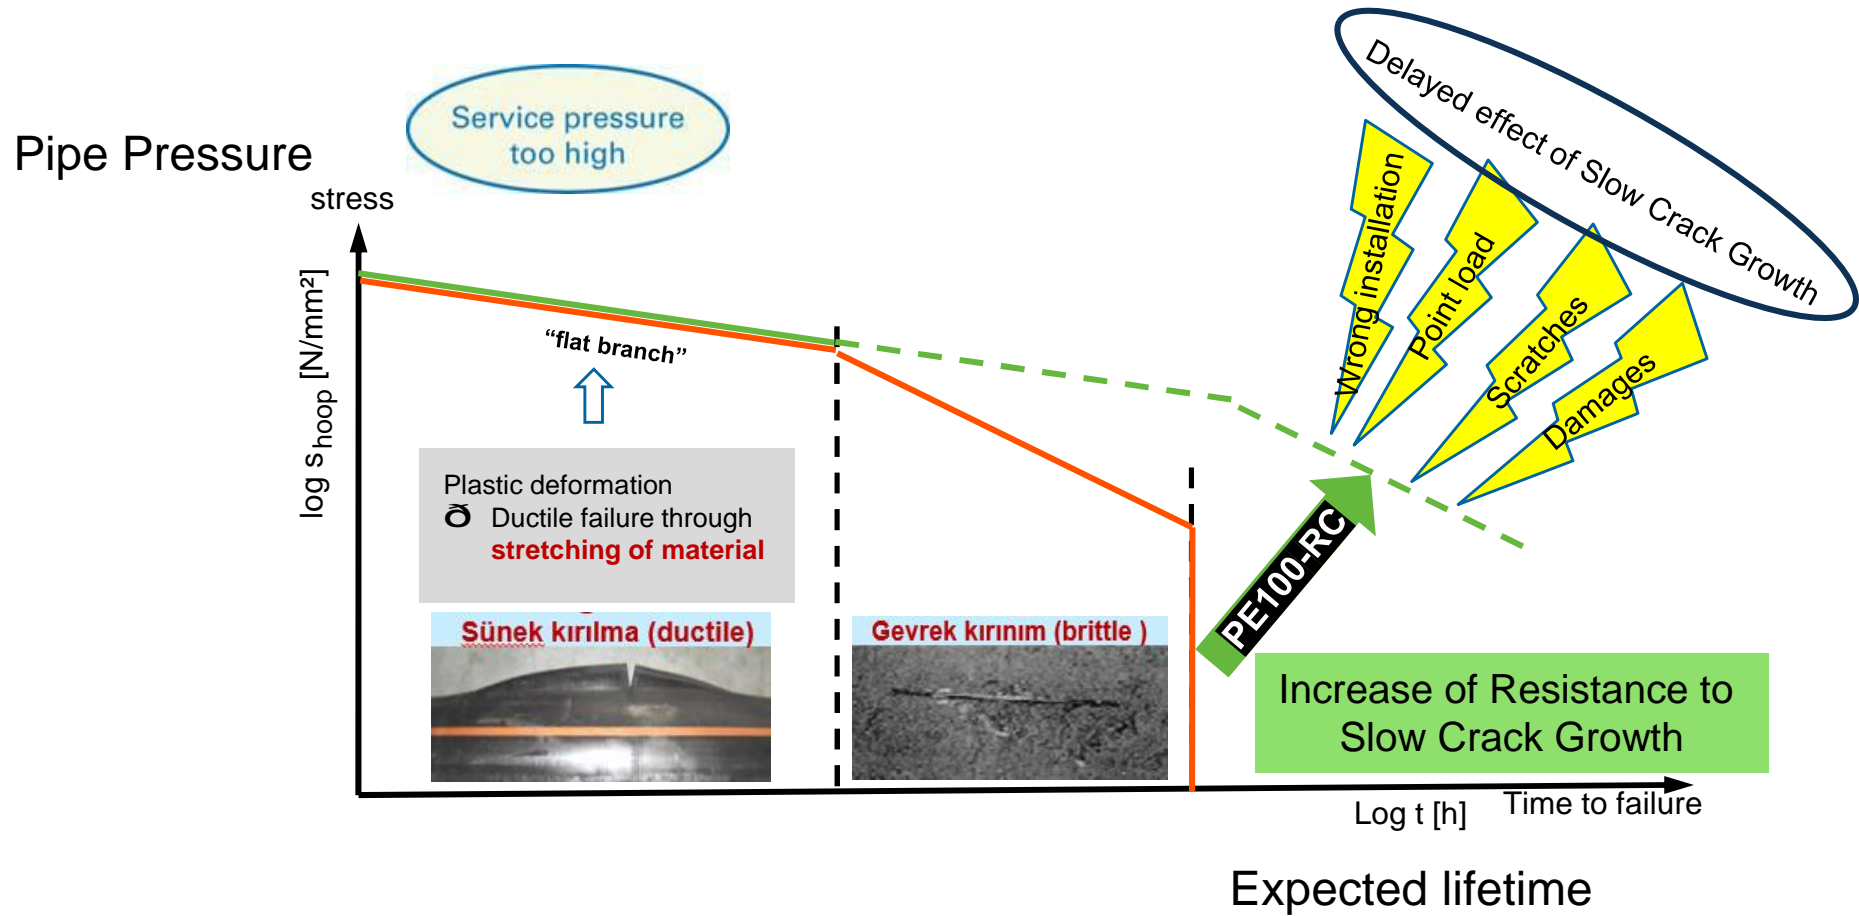 Service pressure
too high
Pipe Pressure
stress
log s hoop [N/mm²]
“flat branch”
Plastic deformation
ð Ductile failure through
stretching of material
Sünek kırılma (ductile)
Gevrek kırınım (brittle )
Delayed effect of Slow Crack Growth
Wrong installation
Point load
Scratches
Damages
PE100-RC
Increase of Resistance to
Slow Crack Growth
Log t [h]
Time to failure
Expected lifetime